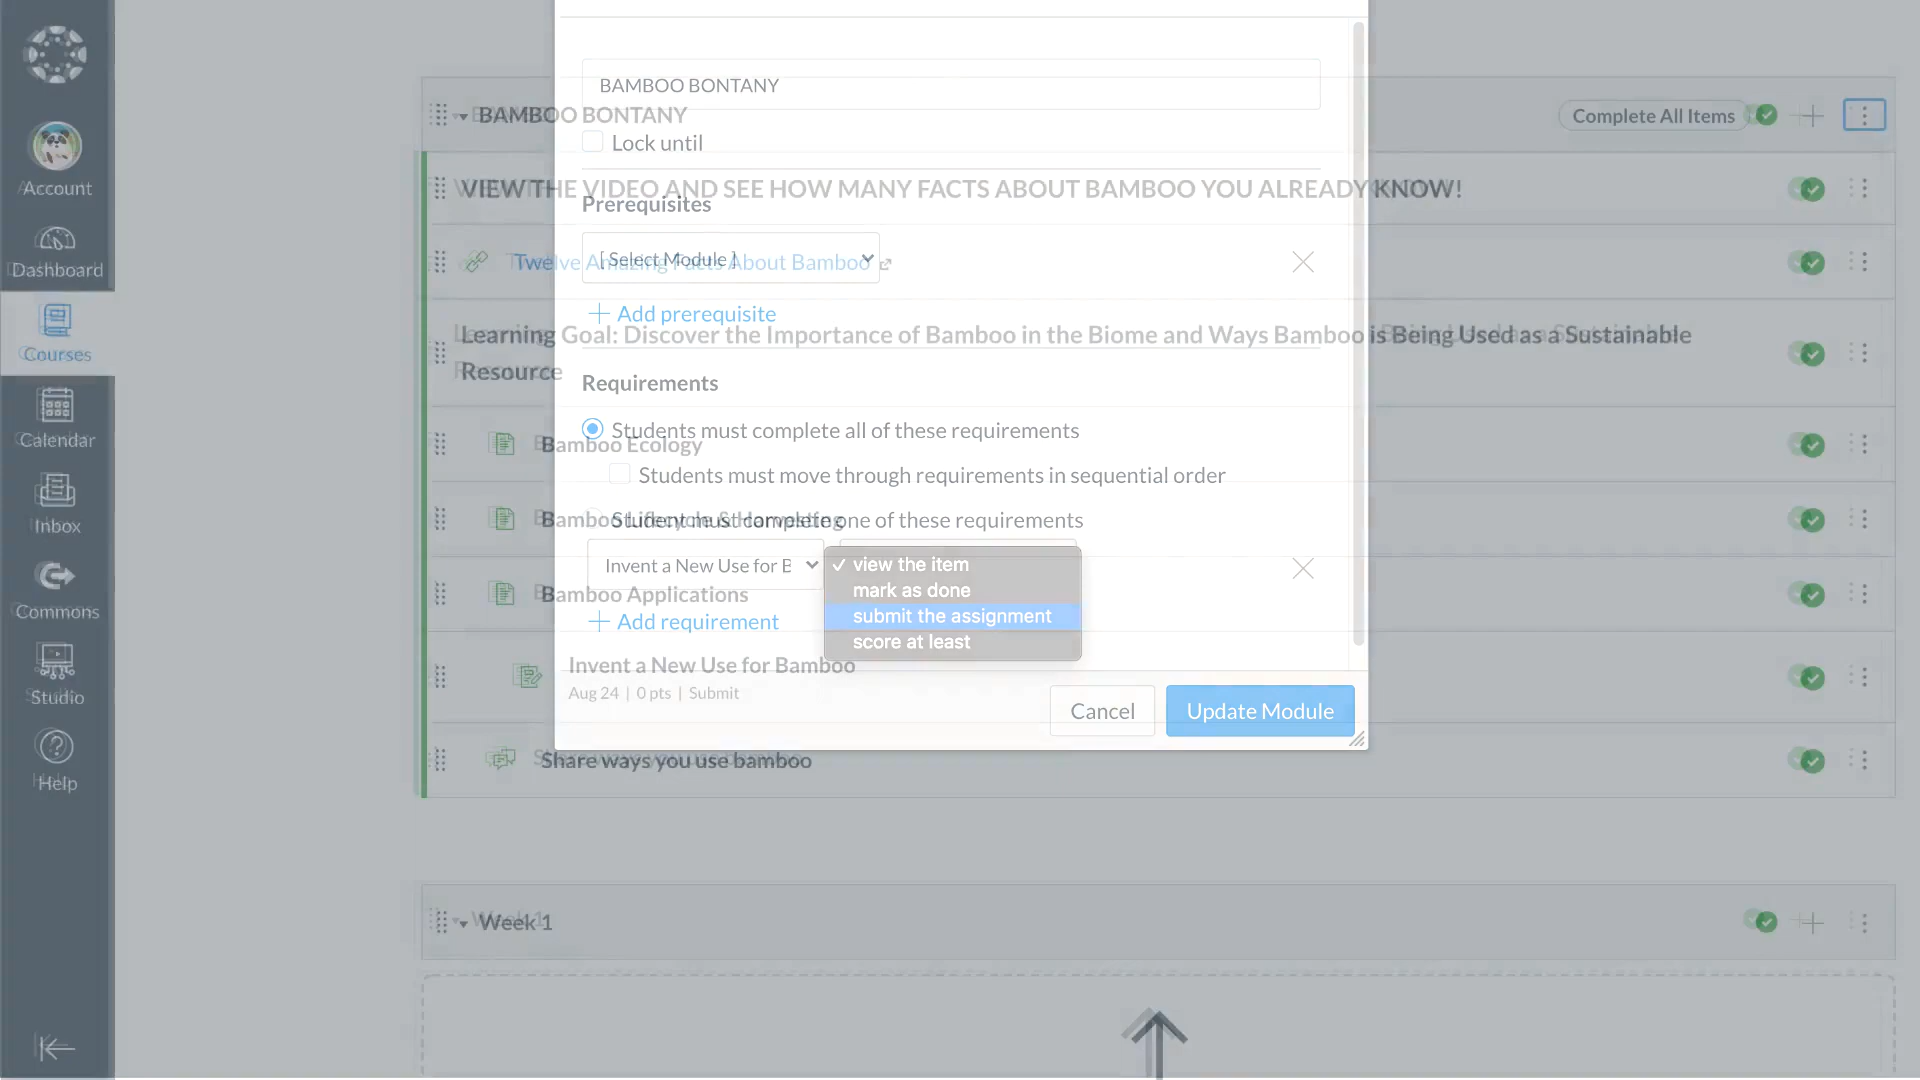 Account
Dashboard
Courses
Calendar
Inbox
Commons
Studio
Help
BAMBOO BONTANY
BAMBOO BONTANY
Complete All Items
Lock until
VIEW THE VIDEO AND SEE HOW MANY FACTS ABOUT BAMBOO YOU ALREADY KNOW!
Prerequisites
[ Select Module ]
Twelve Amazing Facts About Bamboo
Add prerequisite
Learning Goal: Discover the Importance of Bamboo in the Biome and Ways Bamboo is Being Used as a Sustainable
Resource
Requirements
Students must complete all of these requirements
Bamboo Ecology
Students must move through requirements in sequential order
Student must complete one of these requirements
Bamboo Lifecycle & Harvesting
Invent a New Use for B
view the item
mark as done
submit the assignment
score at least
Bamboo Applications
Add requirement
Invent a New Use for Bamboo
Aug 24 | 0 pts | Submit
Cancel
Update Module
Share ways you use bamboo
Week 1